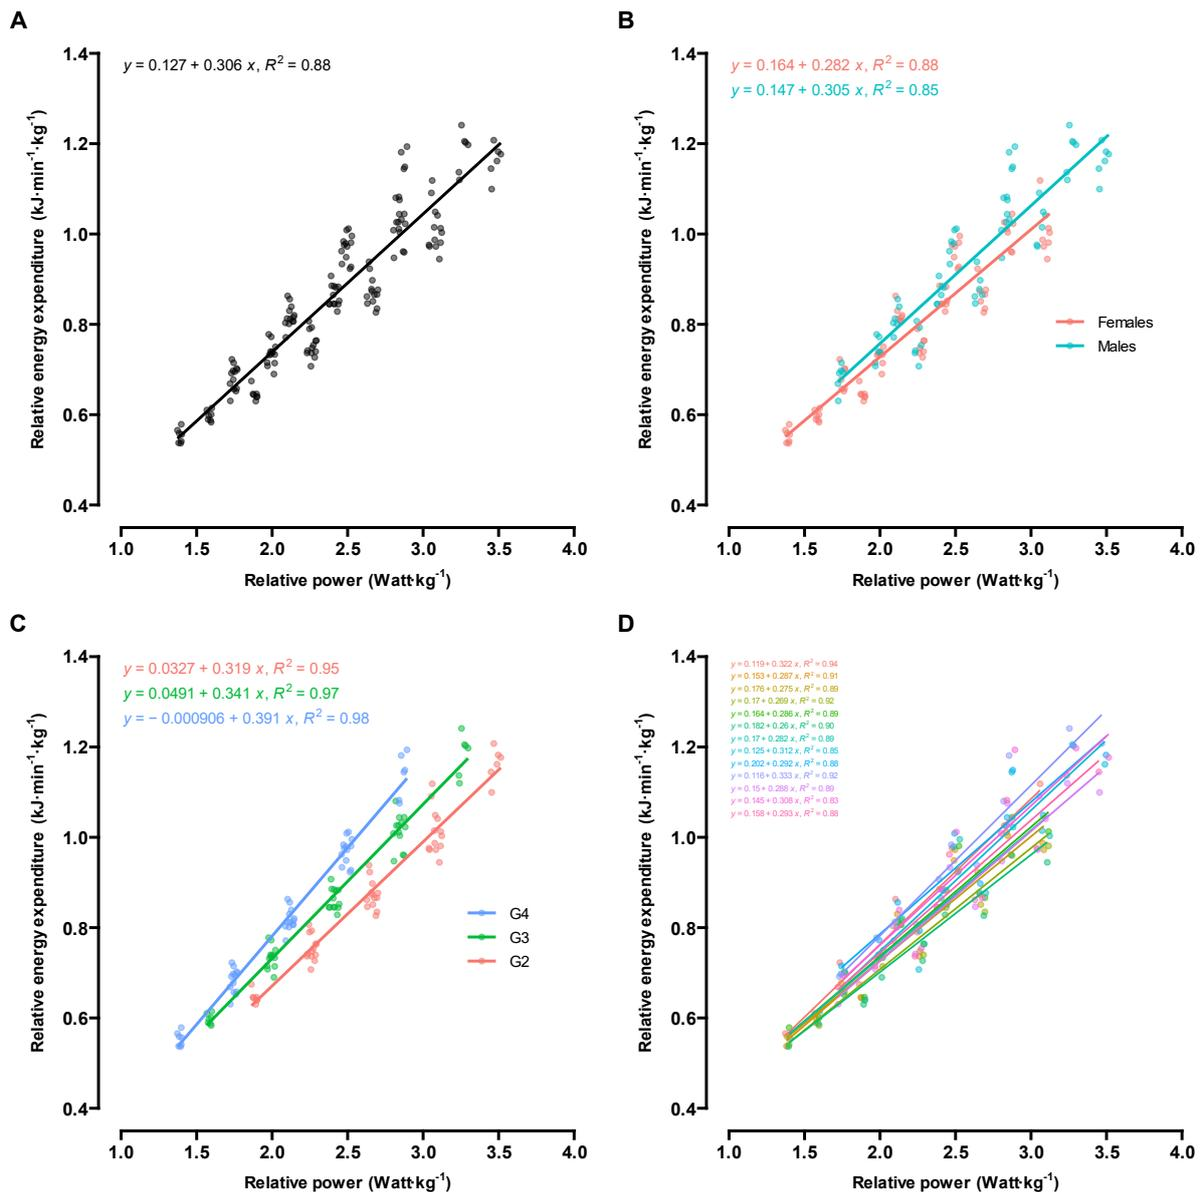 A
y = 0.127 + 0.306 x, R² = 0.88
Relative energy expenditure (kJ·min⁻¹·kg⁻¹)
1.4
1.2
1.0
0.8
0.6
0.4
1.0 1.5 2.0 2.5 3.0 3.5 4.0
Relative power (Watt·kg⁻¹)
B
y = 0.164 + 0.282 x, R² = 0.88
y = 0.147 + 0.305 x, R² = 0.85
Relative energy expenditure (kJ·min⁻¹·kg⁻¹)
1.4
1.2
1.0
0.8
0.6
0.4
Females
Males
1.0 1.5 2.0 2.5 3.0 3.5 4.0
Relative power (Watt·kg⁻¹)
C
y = 0.0327 + 0.319 x, R² = 0.95
y = 0.0491 + 0.341 x, R² = 0.97
y = − 0.000906 + 0.391 x, R² = 0.98
Relative energy expenditure (kJ·min⁻¹·kg⁻¹)
1.4
1.2
1.0
0.8
0.6
0.4
G4
G3
G2
1.0 1.5 2.0 2.5 3.0 3.5 4.0
Relative power (Watt·kg⁻¹)
D
y = 0.119 + 0.322 x, R² = 0.94
y = 0.153 + 0.287 x, R² = 0.91
y = 0.176 + 0.275 x, R² = 0.89
y = 0.17 + 0.269 x, R² = 0.92
y = 0.164 + 0.286 x, R² = 0.89
y = 0.182 + 0.26 x, R² = 0.90
y = 0.17 + 0.282 x, R² = 0.89
y = 0.125 + 0.312 x, R² = 0.85
y = 0.202 + 0.292 x, R² = 0.88
y = 0.116 + 0.333 x, R² = 0.92
y = 0.15 + 0.288 x, R² = 0.89
y = 0.145 + 0.308 x, R² = 0.83
y = 0.158 + 0.293 x, R² = 0.88
Relative energy expenditure (kJ·min⁻¹·kg⁻¹)
1.4
1.2
1.0
0.8
0.6
0.4
1.0 1.5 2.0 2.5 3.0 3.5 4.0
Relative power (Watt·kg⁻¹)